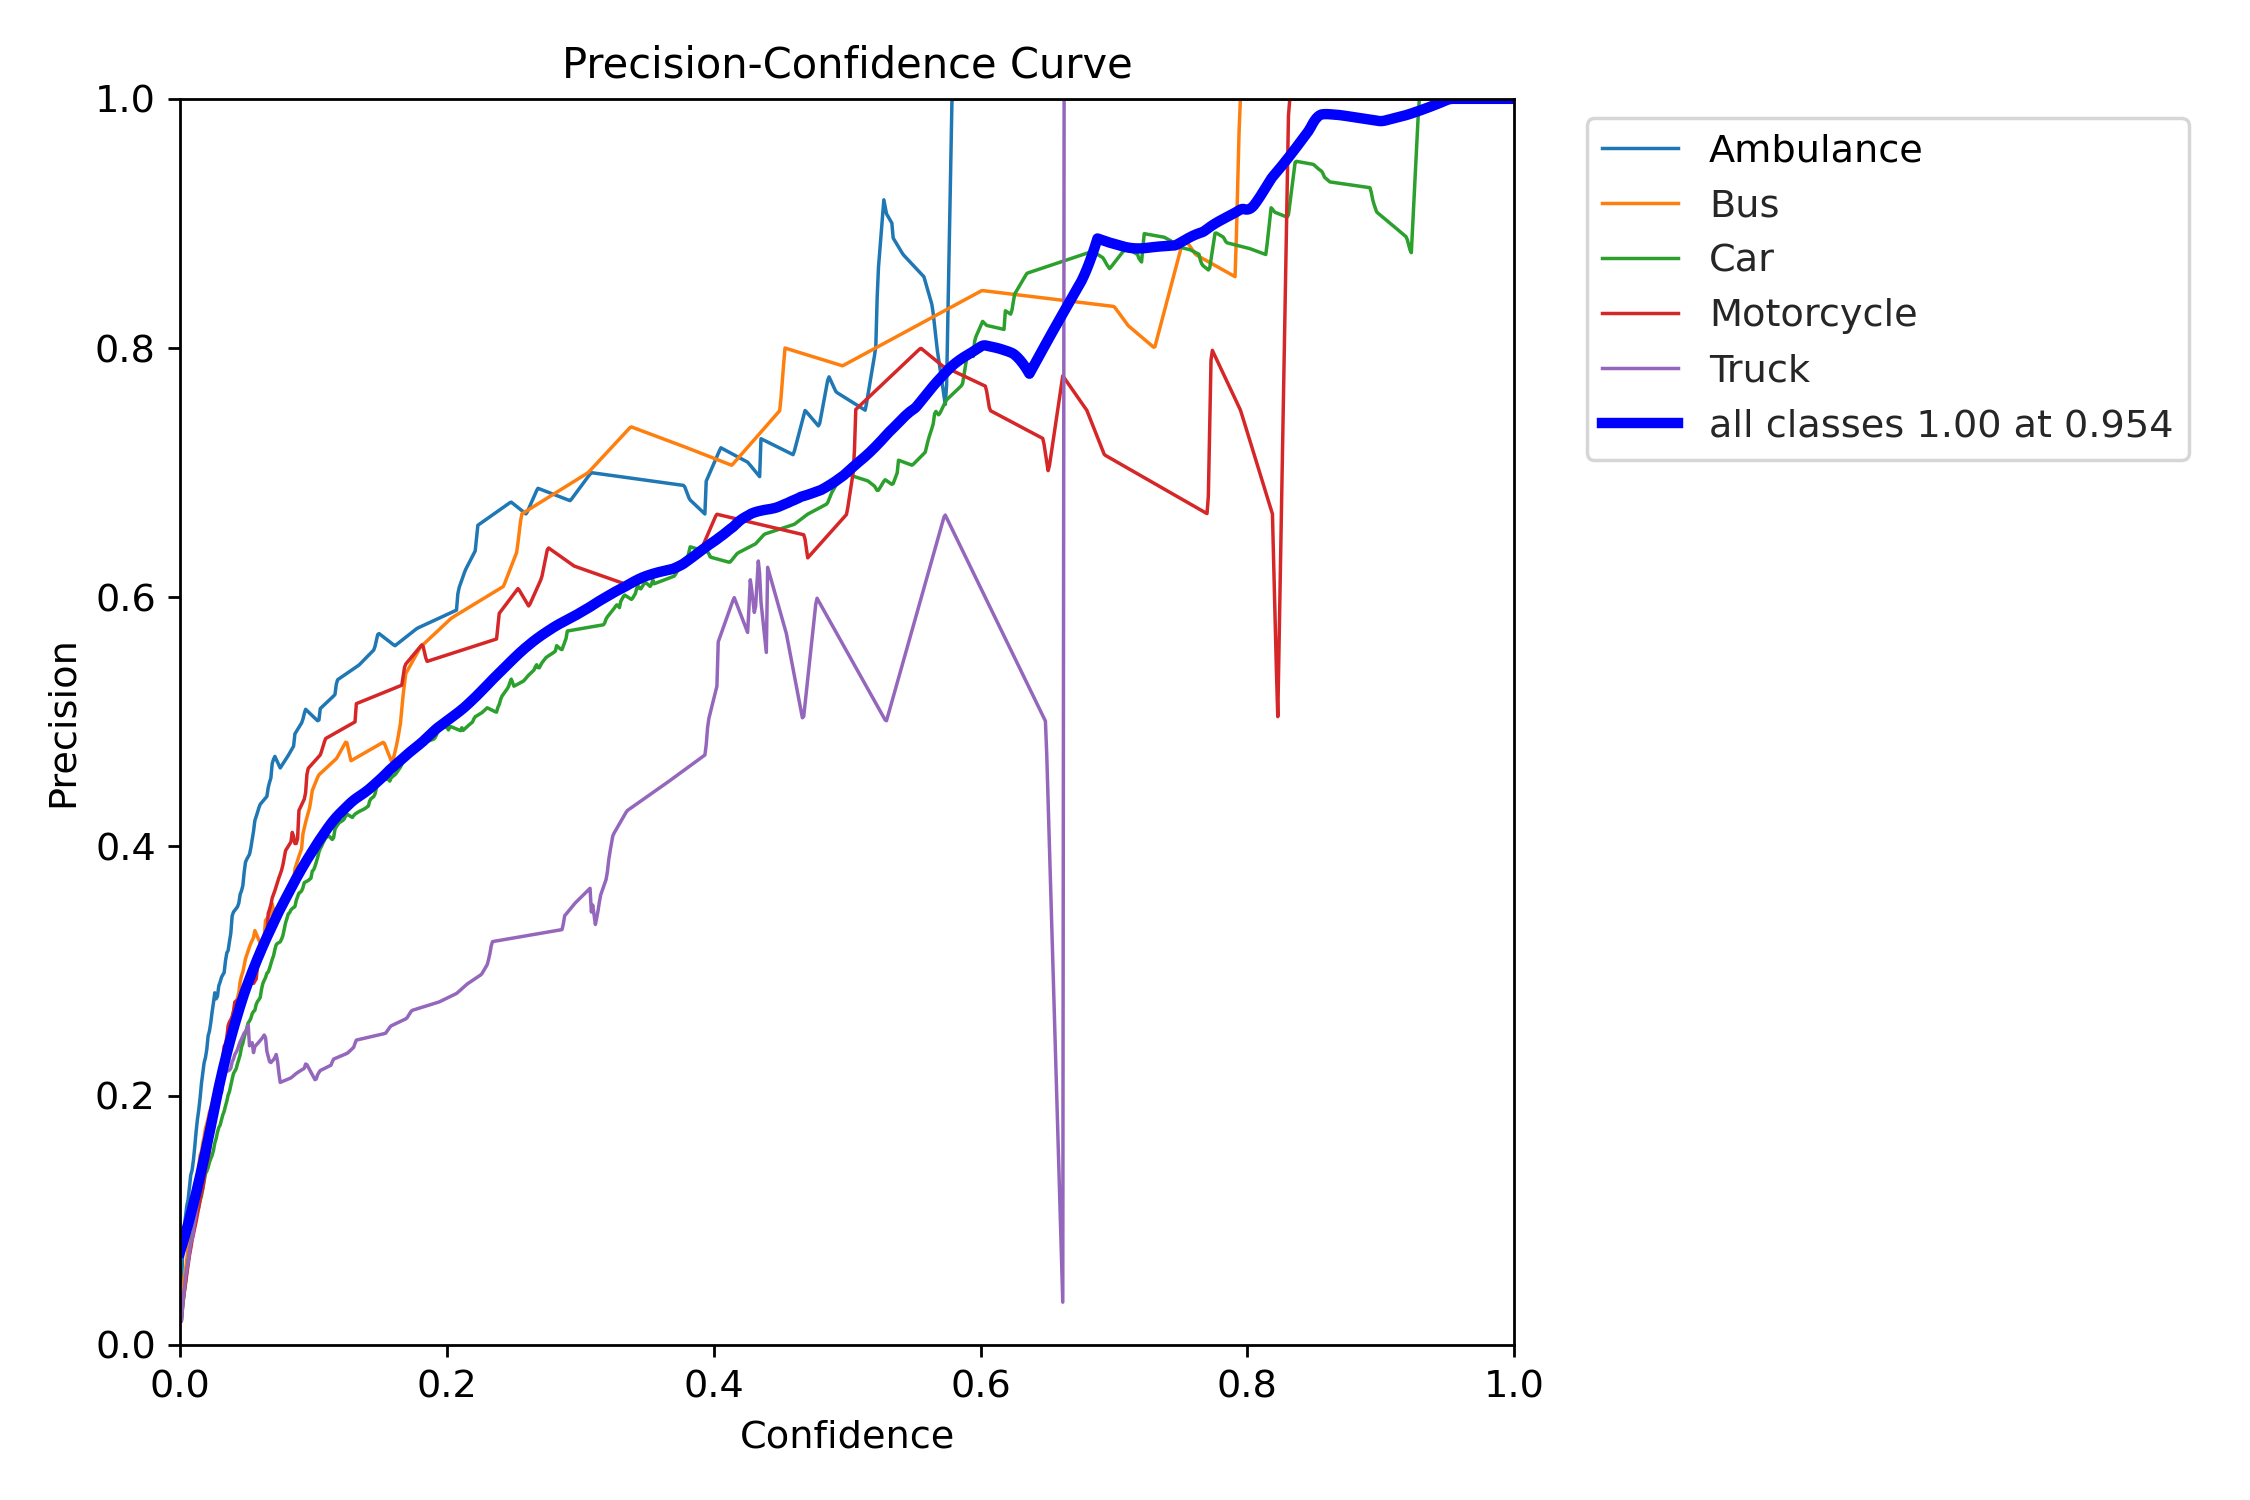 Precision-Confidence Curve
1.0
0.8
0.6
0.4
0.2
0.0
Precision
0.0 0.2 0.4 0.6 0.8 1.0
Confidence
Ambulance
Bus
Car
Motorcycle
Truck
all classes 1.00 at 0.954